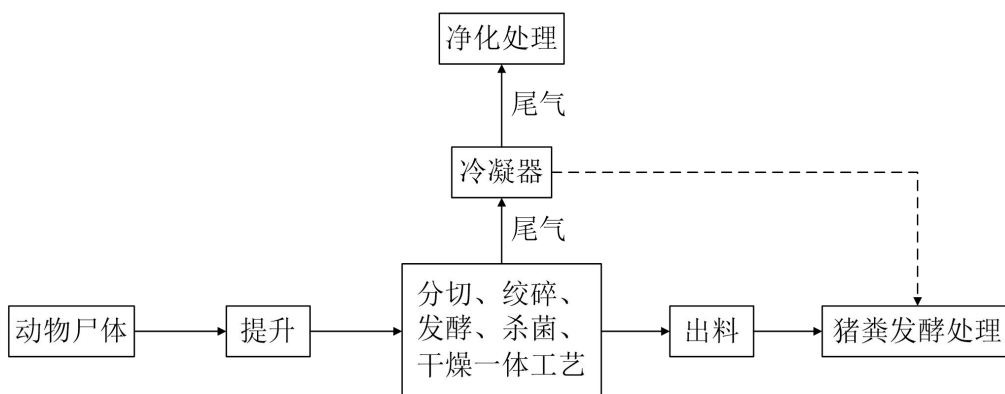 净化处理
尾气
冷凝器
尾气
动物尸体
提升
分切、绞碎、
发酵、杀菌、
干燥一体工艺
出料
猪粪发酵处理